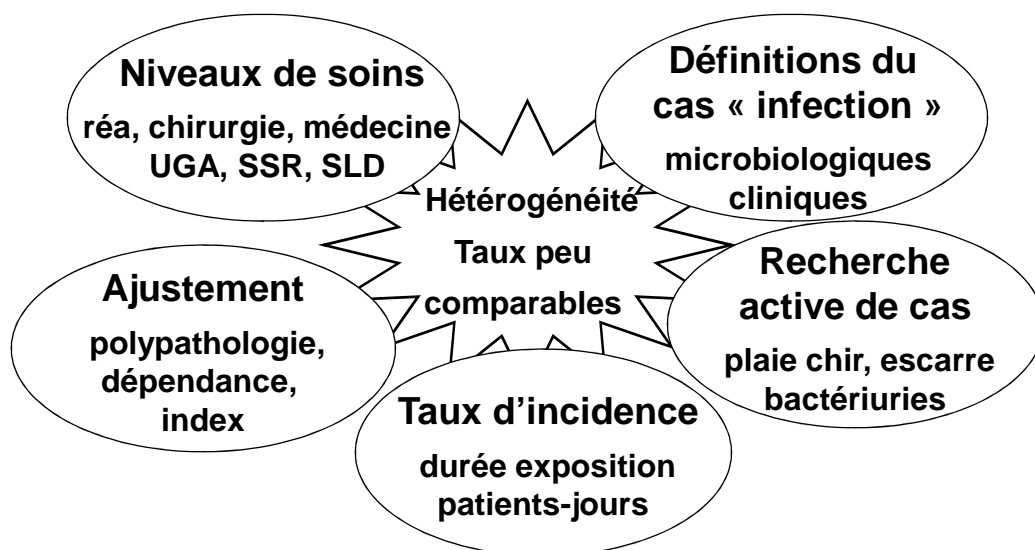 Niveaux de soins
réa, chirurgie, médecine
UGA, SSR, SLD
Définitions du
cas « infection »
microbiologiques
cliniques
Hétérogénéité
Taux peu
comparables
Ajustement
polypathologie,
dépendance,
index
Recherche
active de cas
plaie chir, escarre
bactériuries
Taux d’incidence
durée exposition
patients-jours